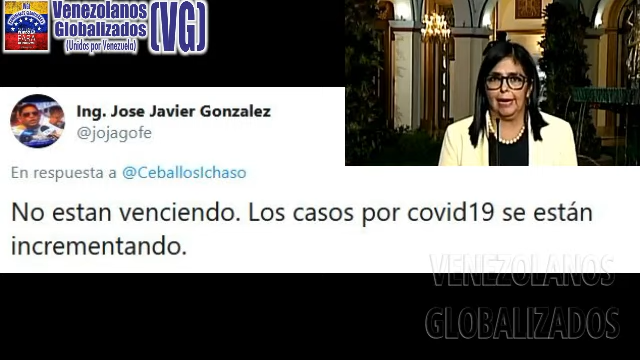 Venezolanos
Globalizados
(Unidos por Venezuela)
(VG)
Ing. Jose Javier Gonzalez
@jojagofe
En respuesta a @CeballosIchaso
No estan venciendo. Los casos por covid19 se están
incrementando.
VENEZOLANOS
GLOBALIZADOS